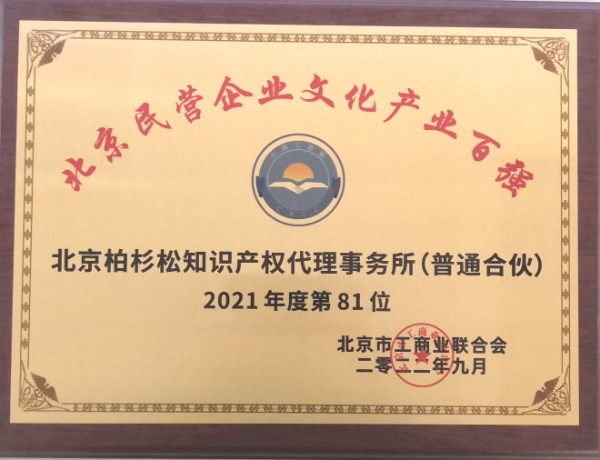 北京民营企业文化产业百强
北京柏杉松知识产权代理事务所（普通合伙）
2021年度第81位
北京市工商业联合会
二零二二年九月